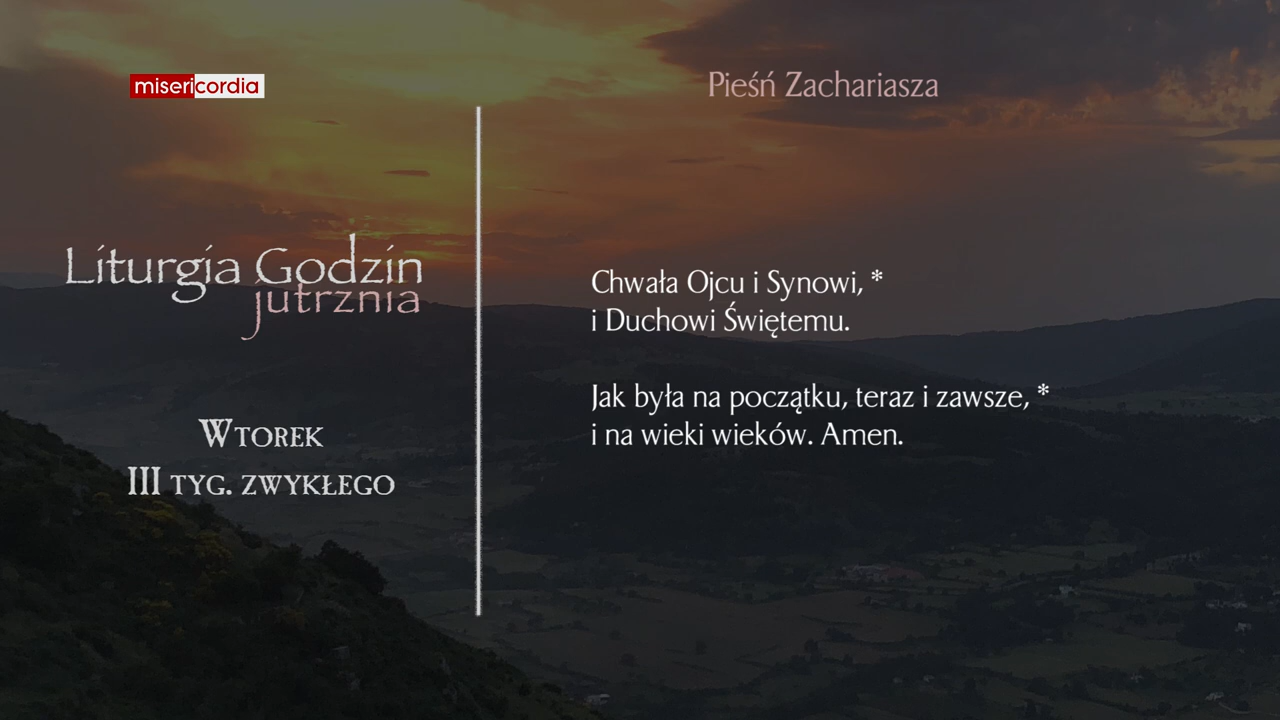 misericordia
Liturgia Godzin
jutrznia
Wtorek
III tyg. zwykłego
Pieśń Zachariasza
Chwała Ojcu i Synowi, *
i Duchowi Świętemu.
Jak była na początku, teraz i zawsze, *
i na wieki wieków. Amen.